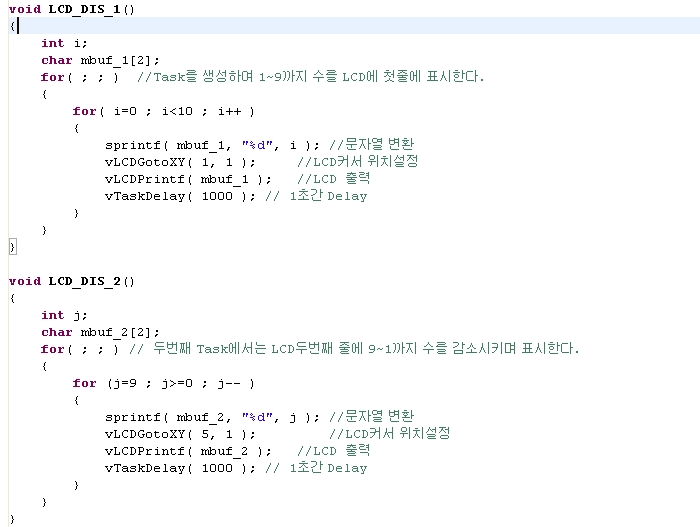 void LCD_DIS_1()
{
int i;
char mbuf_1[2];
for( ; ; ) //Task를 생성하며 1~9까지 수를 LCD에 첫줄에 표시한다.
{
for( i=0 ; i<10 ; i++ )
{
sprintf( mbuf_1, "%d", i ); //문자열 변환
vLCDGotoXY( 1, 1 ); //LCD커서 위치설정
vLCDPrintf( mbuf_1 ); //LCD 출력
vTaskDelay( 1000 ); // 1초간 Delay
}
}
}
void LCD_DIS_2()
{
int j;
char mbuf_2[2];
for( ; ; ) // 두번째 Task에서는 LCD두번째 줄에 9~1까지 수를 감소시키며 표시한다.
{
for (j=9 ; j>=0 ; j-- )
{
sprintf( mbuf_2, "%d", j ); //문자열 변환
vLCDGotoXY( 5, 1 ); //LCD커서 위치설정
vLCDPrintf( mbuf_2 ); //LCD 출력
vTaskDelay( 1000 ); // 1초간 Delay
}
}
}